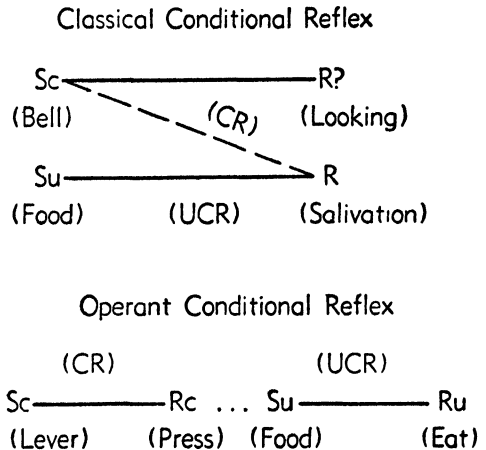 Classical Conditional Reflex
Sc R?
(Bell) (CR) (Looking)
Su R
(Food) (UCR) (Salivation)
Operant Conditional Reflex
(CR) (UCR)
Sc Rc ... Su Ru
(Lever) (Press) (Food) (Eat)